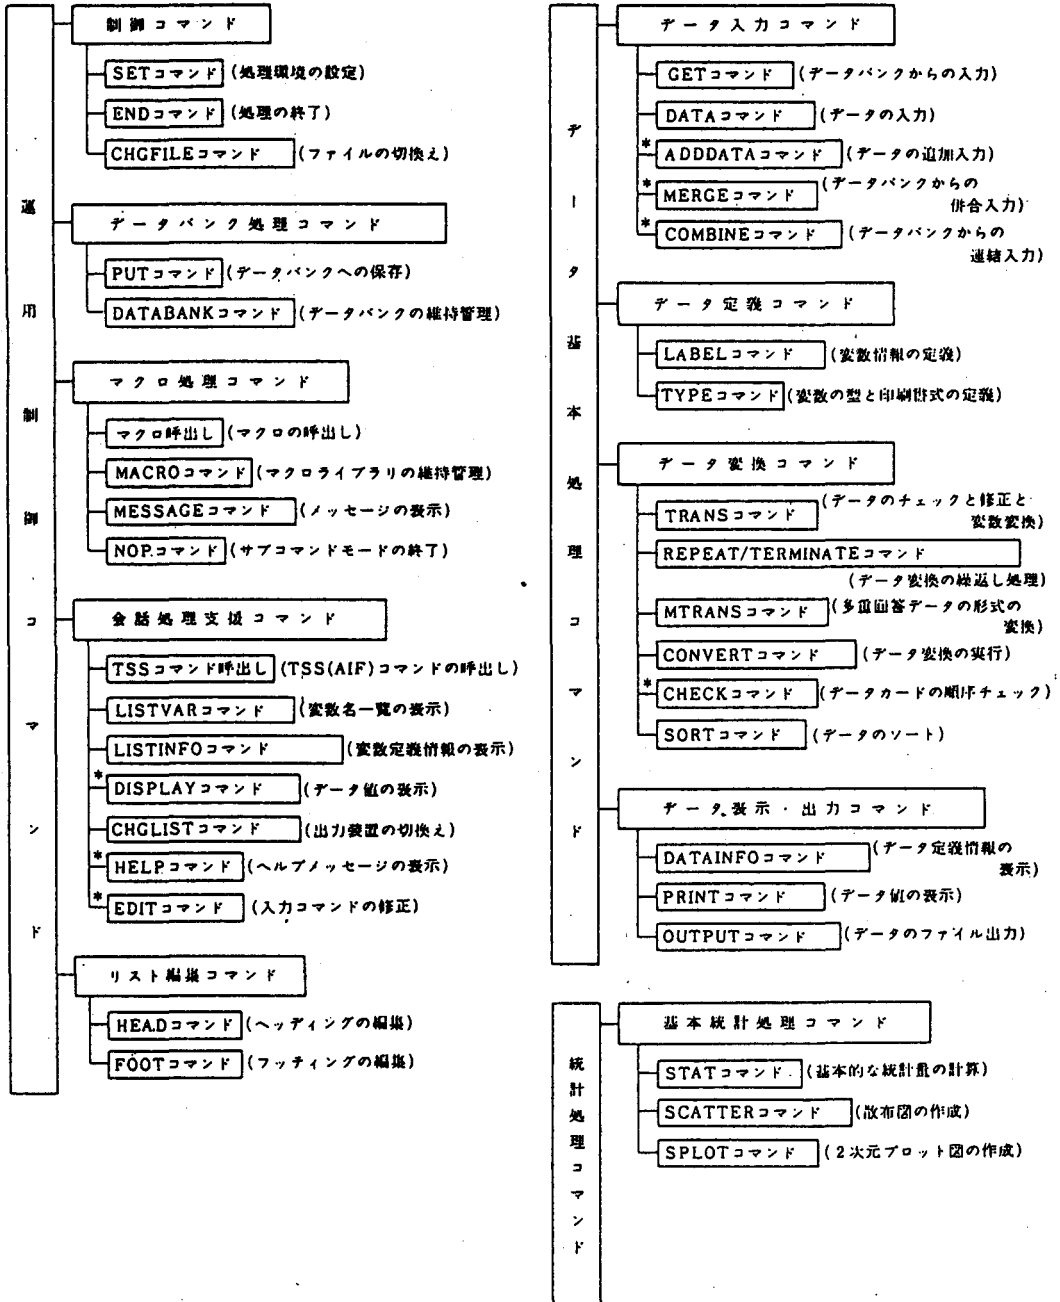 運用制御コマンド
制御コマンド
SETコマンド (処理環境の設定)
ENDコマンド (処理の終了)
CHGFILEコマンド (ファイルの切換え)
データバンク処理コマンド
PUTコマンド (データバンクへの保存)
DATABANKコマンド (データバンクの維持管理)
マクロ処理コマンド
マクロ呼出し (マクロの呼出し)
MACROコマンド (マクロライブラリの維持管理)
MESSAGEコマンド (メッセージの表示)
NOPコマンド (サブコマンドモードの終了)
会話処理支援コマンド
TSSコマンド呼出し (TSS(AIF)コマンドの呼出し)
LISTVARコマンド (変数名一覧の表示)
LISTINFOコマンド (変数定義情報の表示)
* DISPLAYコマンド (データ値の表示)
CHGLISTコマンド (出力装置の切換え)
* HELPコマンド (ヘルプメッセージの表示)
* EDITコマンド (入力コマンドの修正)
リスト編集コマンド
HEADコマンド (ヘッディングの編集)
FOOTコマンド (フッティングの編集)
データ基本処理コマンド
データ入力コマンド
GETコマンド (データバンクからの入力)
DATAコマンド (データの入力)
* ADDDATAコマンド (データの追加入力)
* MERGEコマンド (データバンクからの
併合入力)
* COMBINEコマンド (データバンクからの
連結入力)
データ定義コマンド
LABELコマンド (変数情報の定義)
TYPEコマンド (変数の型と印刷書式の定義)
データ変換コマンド
TRANSコマンド (データのチェックと修正と
変数変換)
REPEAT/TERMINATEコマンド
(データ変換の繰返し処理)
MTRANSコマンド (多重回答データの形式の
変換)
CONVERTコマンド (データ変換の実行)
* CHECKコマンド (データカードの順序チェック)
SORTコマンド (データのソート)
データ表示・出力コマンド
DATAINFOコマンド (データ定義情報の
表示)
PRINTコマンド (データ値の表示)
OUTPUTコマンド (データのファイル出力)
統計処理コマンド
基本統計処理コマンド
STATコマンド (基本的な統計量の計算)
SCATTERコマンド (散布図の作成)
SPLOTコマンド (2次元プロット図の作成)